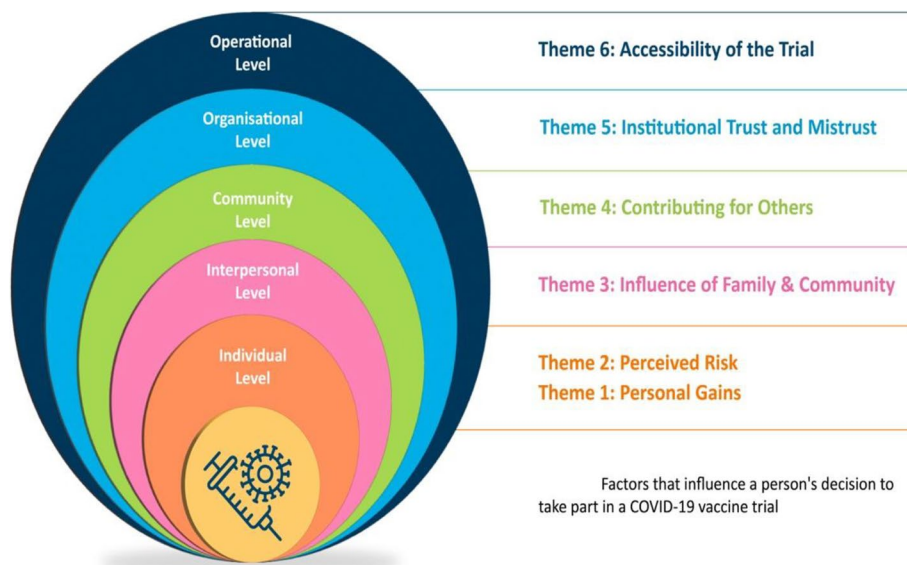 Operational
Level
Theme 6: Accessibility of the Trial
Organisational
Level
Theme 5: Institutional Trust and Mistrust
Community
Level
Theme 4: Contributing for Others
Interpersonal
Level
Theme 3: Influence of Family & Community
Individual
Level
Theme 2: Perceived Risk
Theme 1: Personal Gains
Factors that influence a person's decision to
take part in a COVID-19 vaccine trial